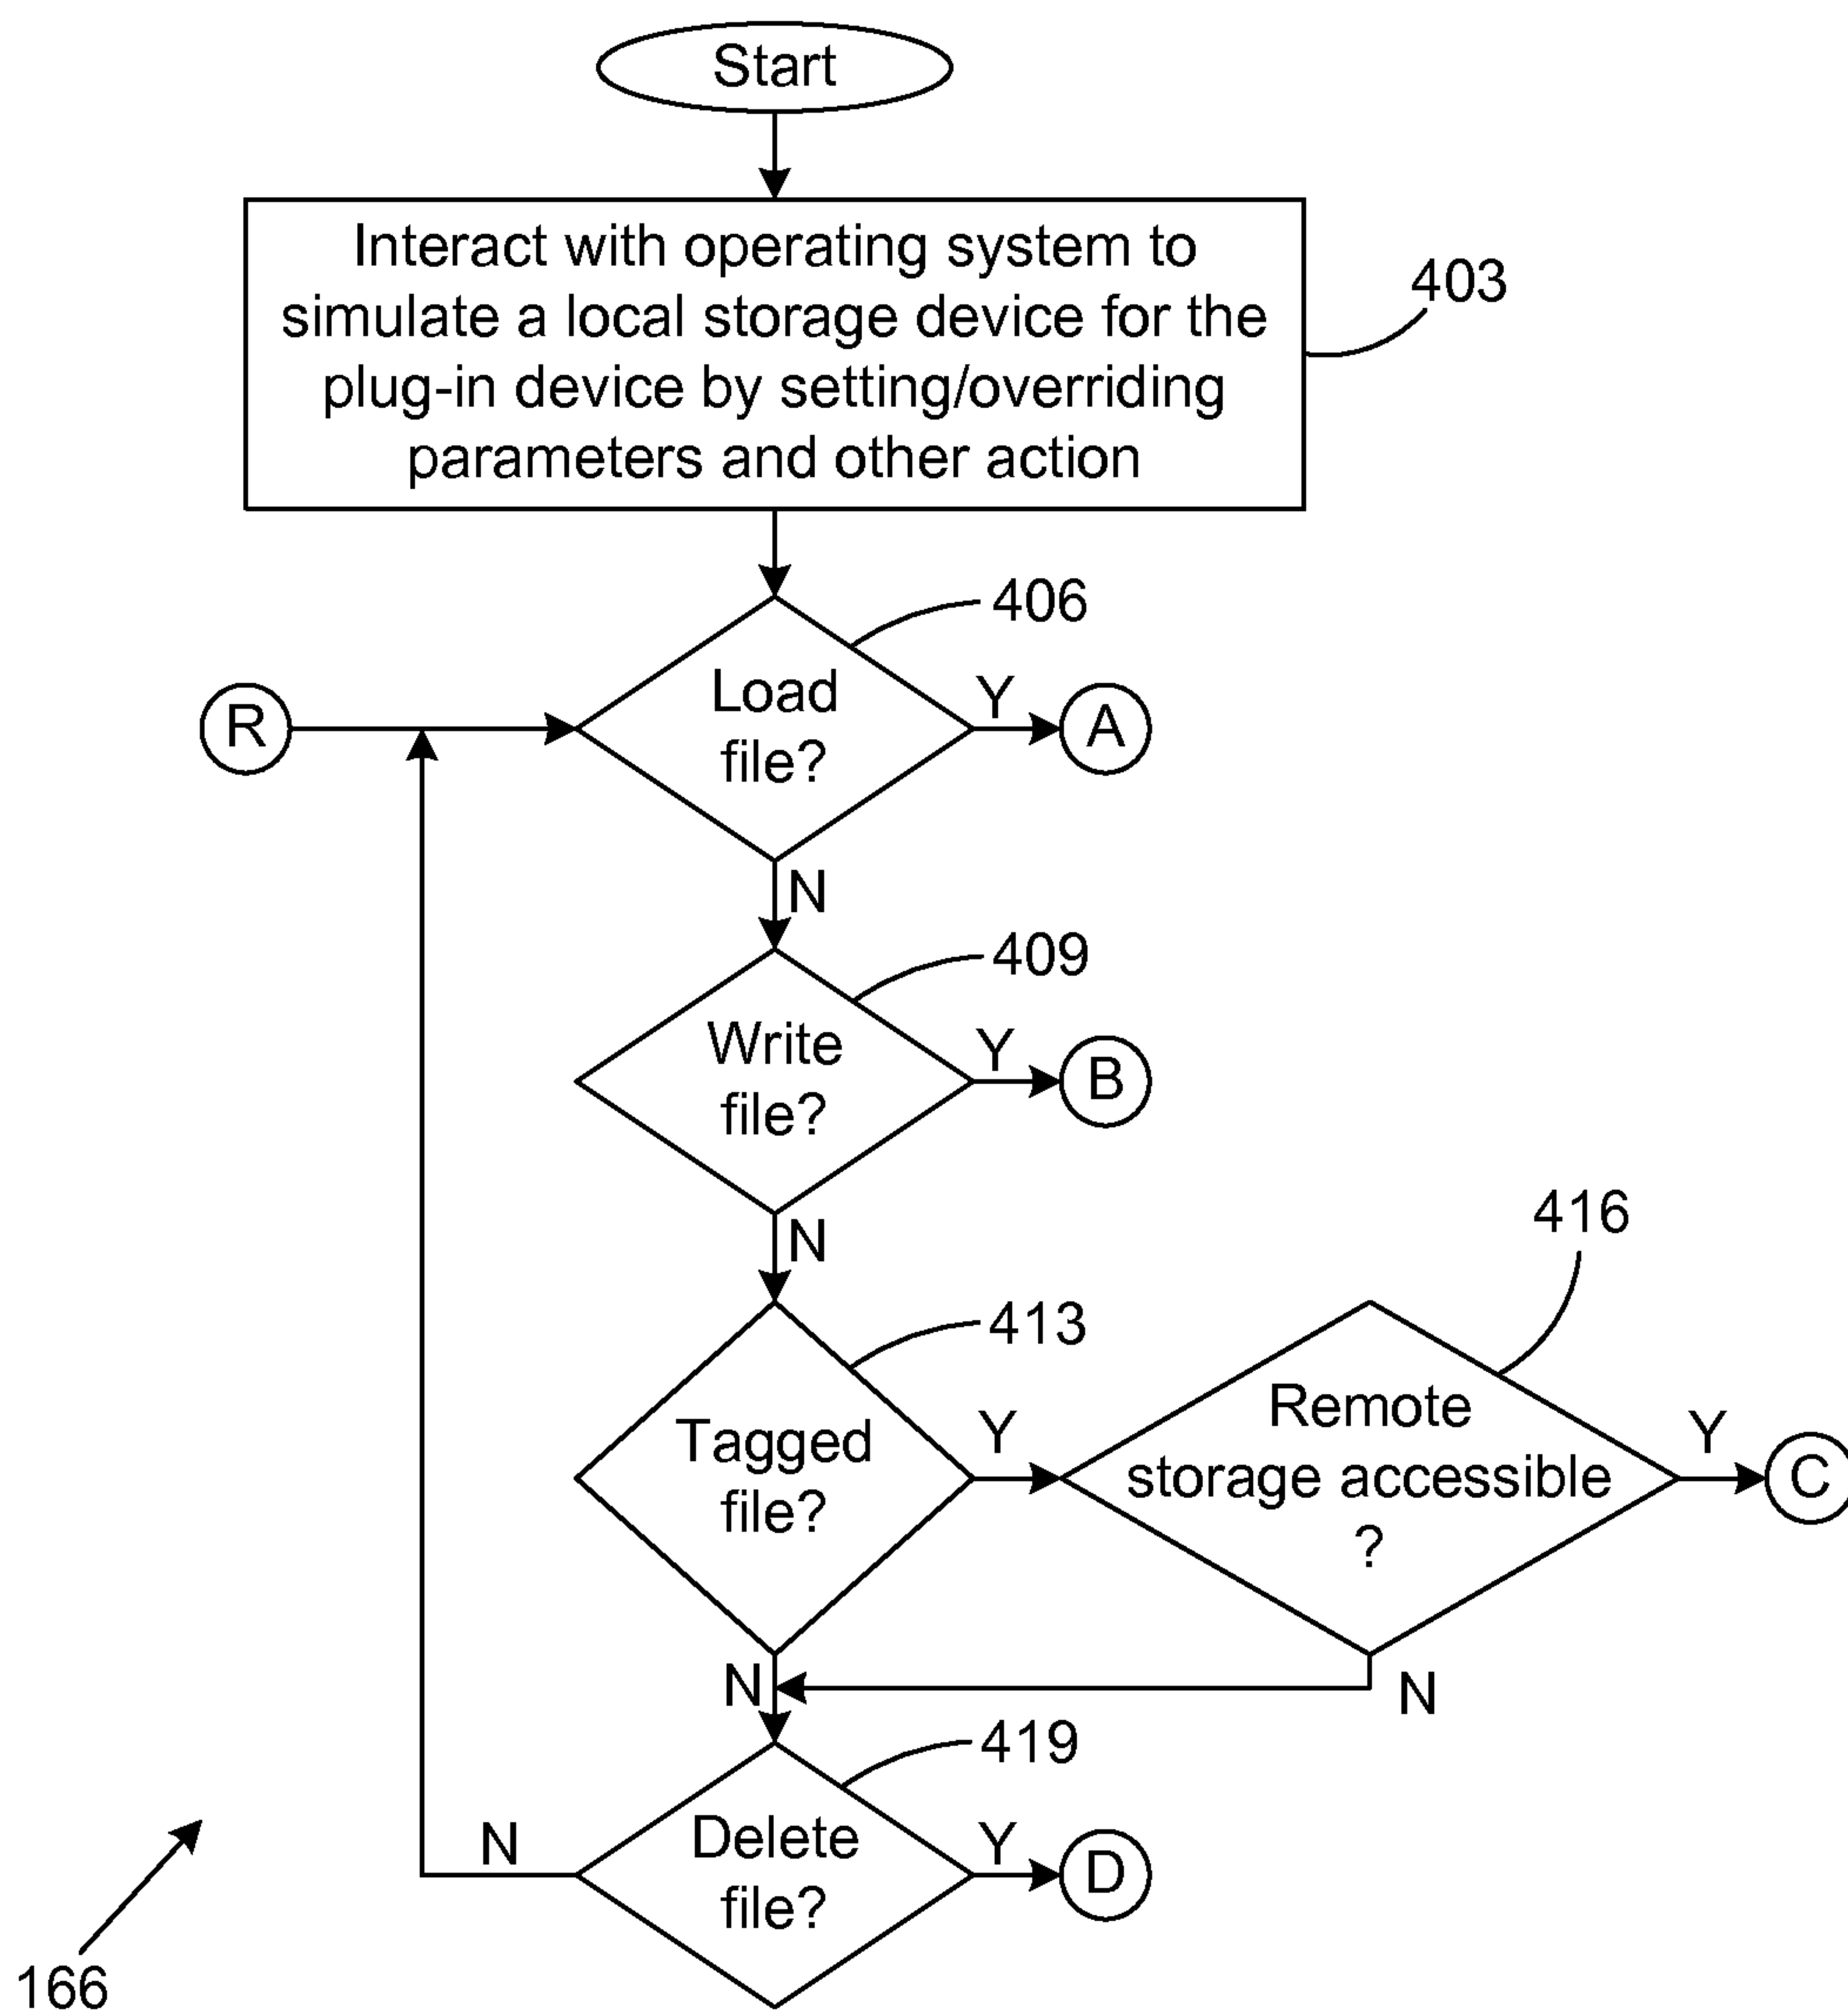 Start
Interact with operating system to
simulate a local storage device for the
plug-in device by setting/overriding
parameters and other action
403
406
Load
file?
Y
R
A
N
409
Write
file?
Y
B
N
416
413
Tagged
file?
Y
Remote
storage accessible
?
Y
C
N
N
419
Delete
file?
N
Y
D
166